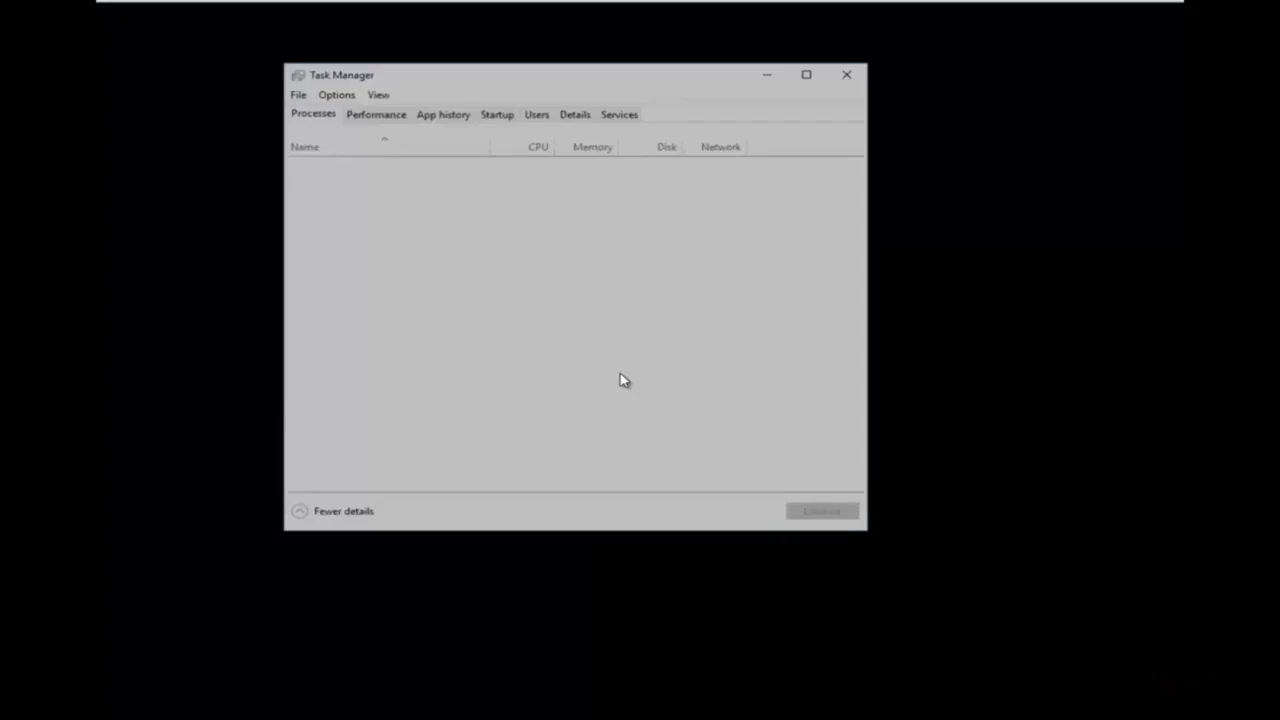 Task Manager
File Options View
Processes Performance App history Startup Users Details Services
Name CPU Memory Disk Network
Fewer details